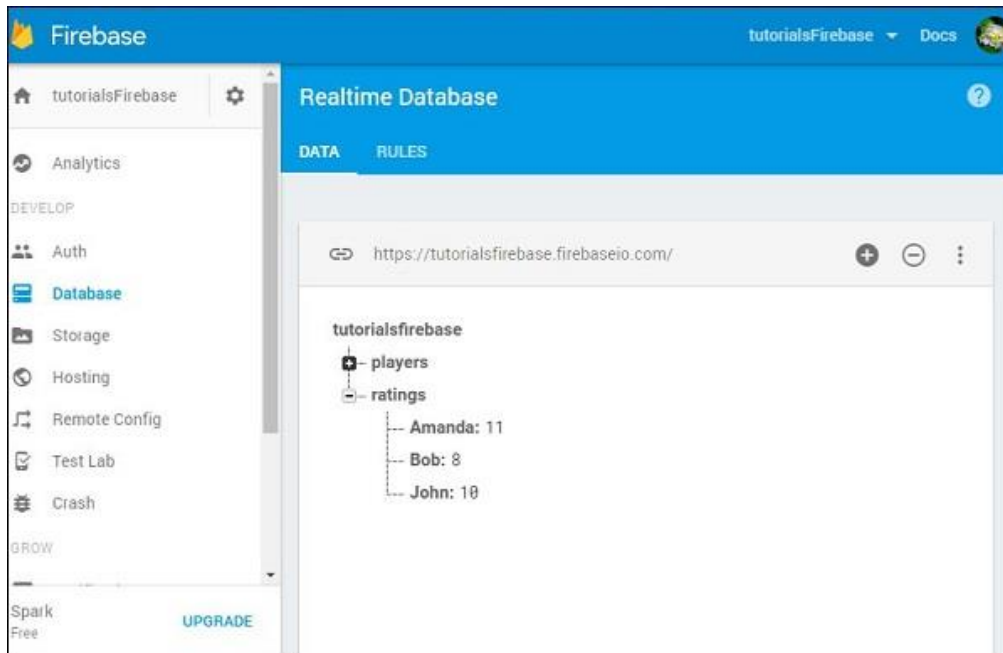 Firebase
tutorialsFirebase
Docs
tutorialsFirebase
Analytics
DEVELOP
Auth
Database
Storage
Hosting
Remote Config
Test Lab
Crash
GROW
Spark
Free
UPGRADE
Realtime Database
DATA
RULES
https://tutorialsfirebase.firebaseio.com/
tutorialsfirebase
players
ratings
Amanda: 11
Bob: 8
John: 10